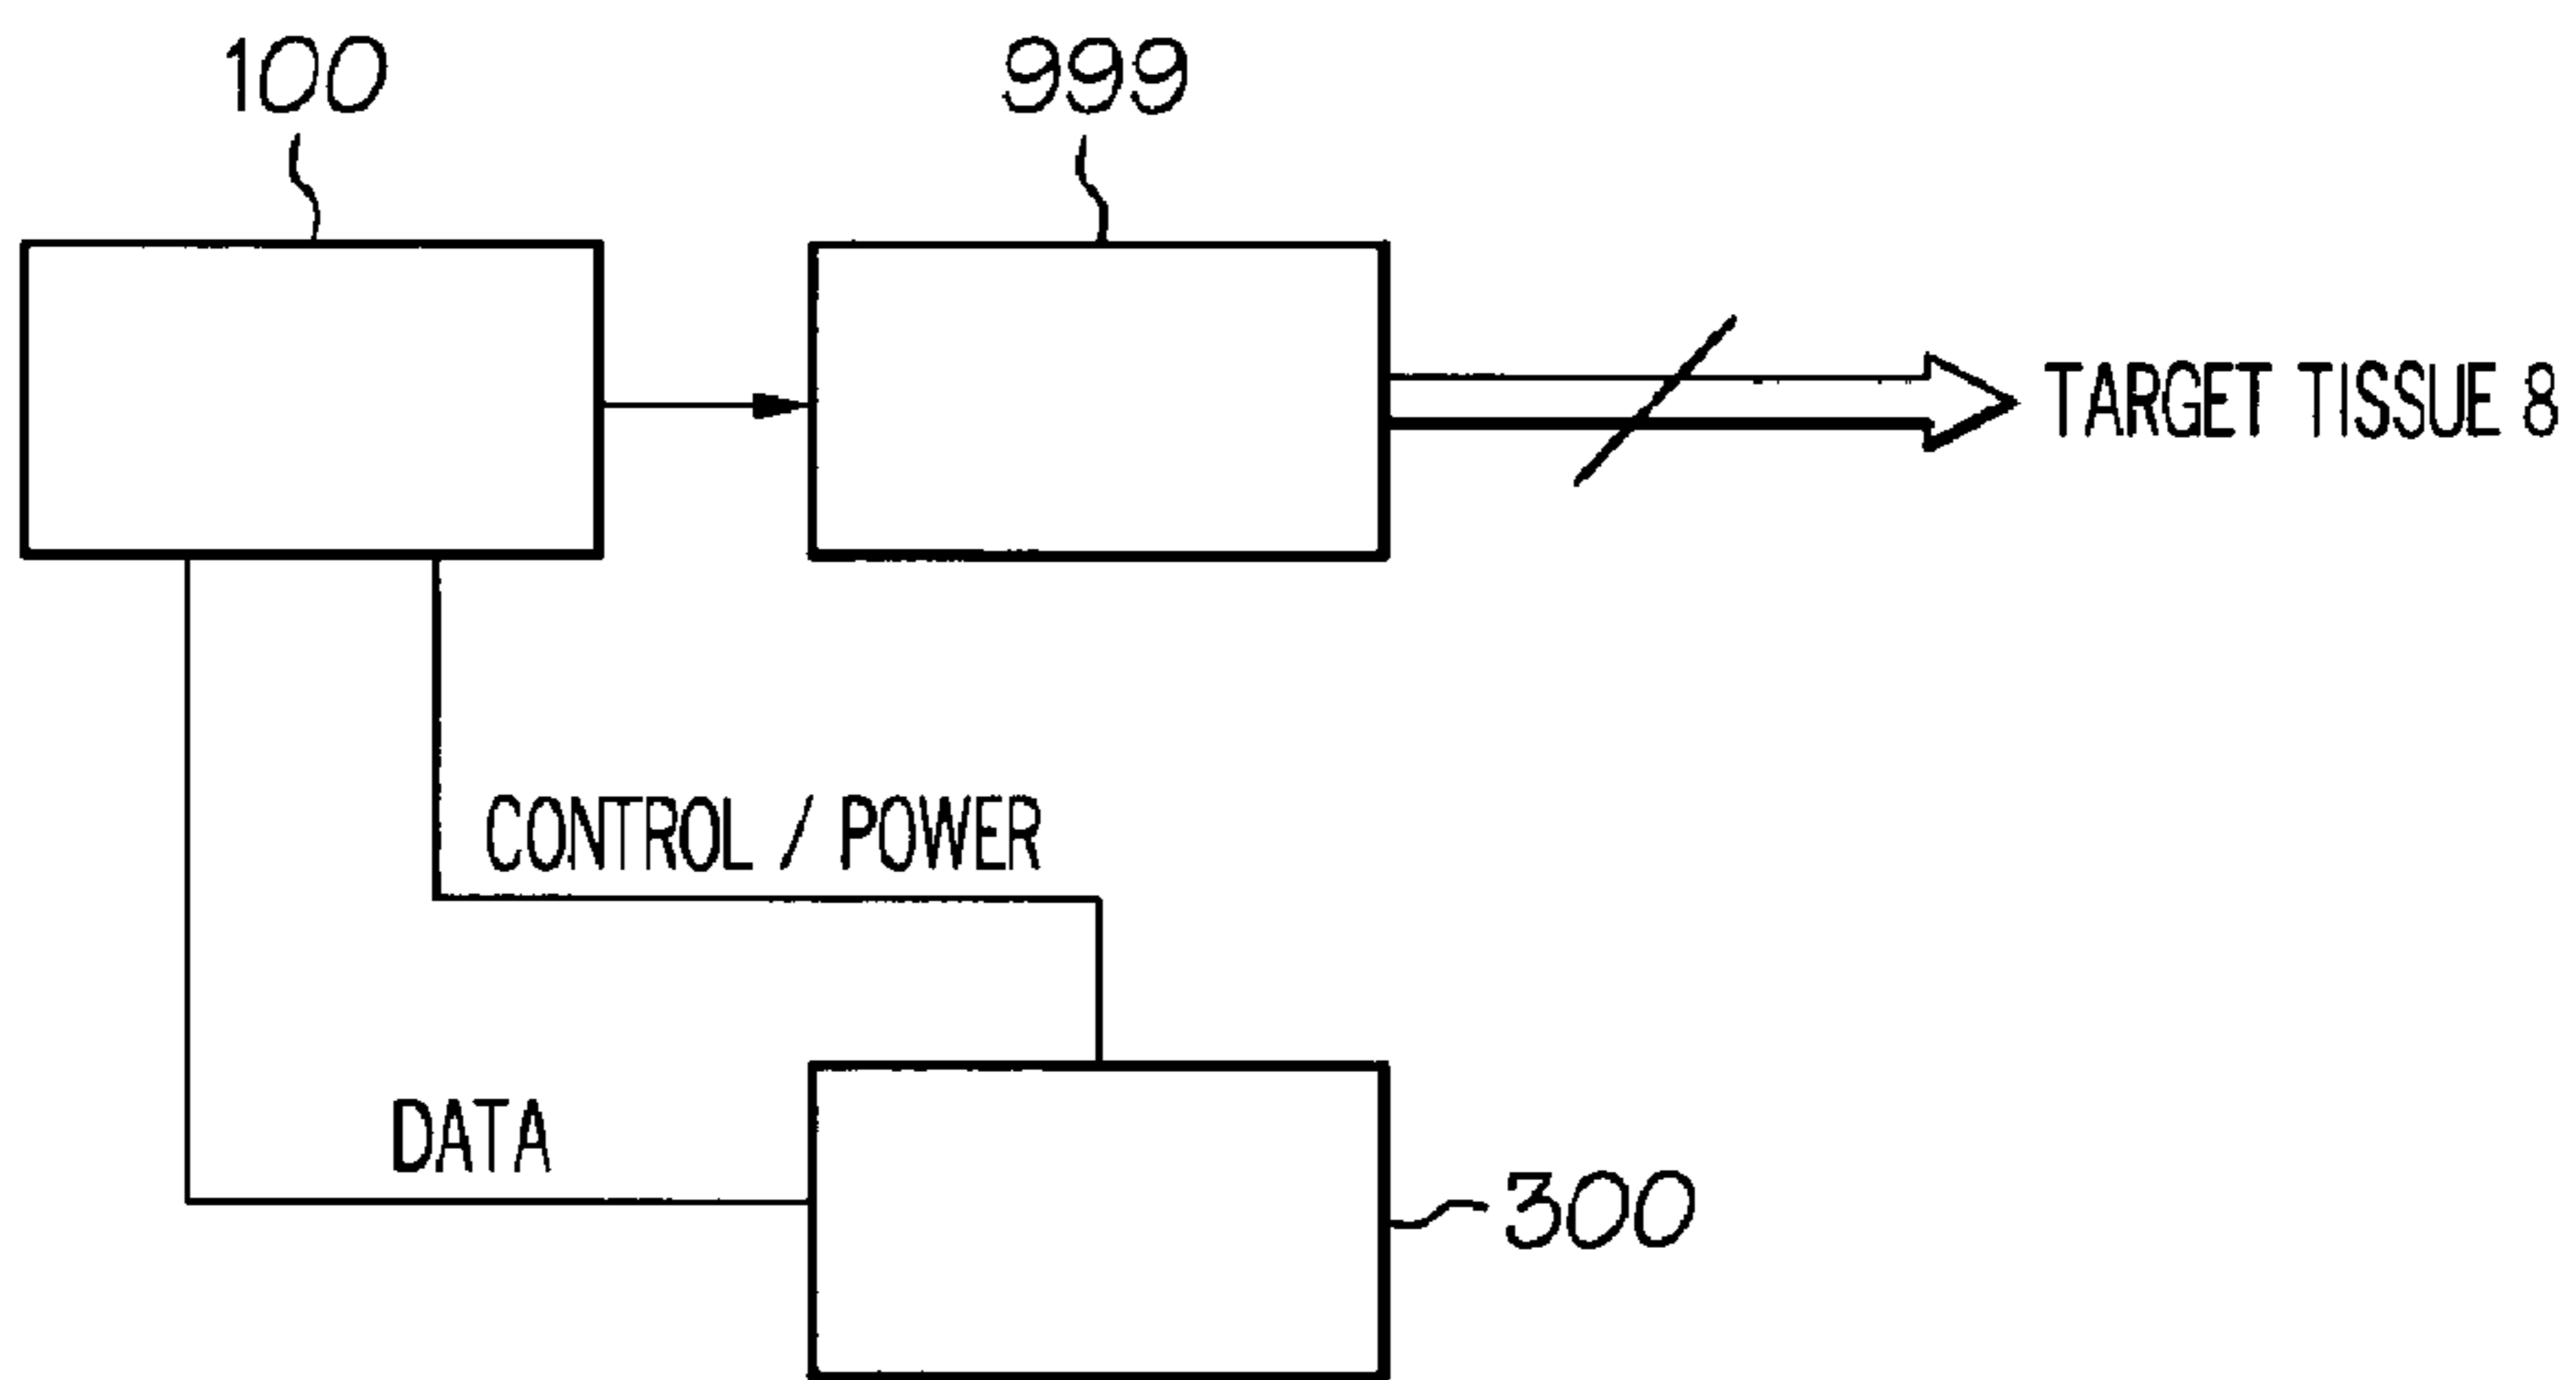 100
999
TARGET TISSUE 8
CONTROL / POWER
DATA
300